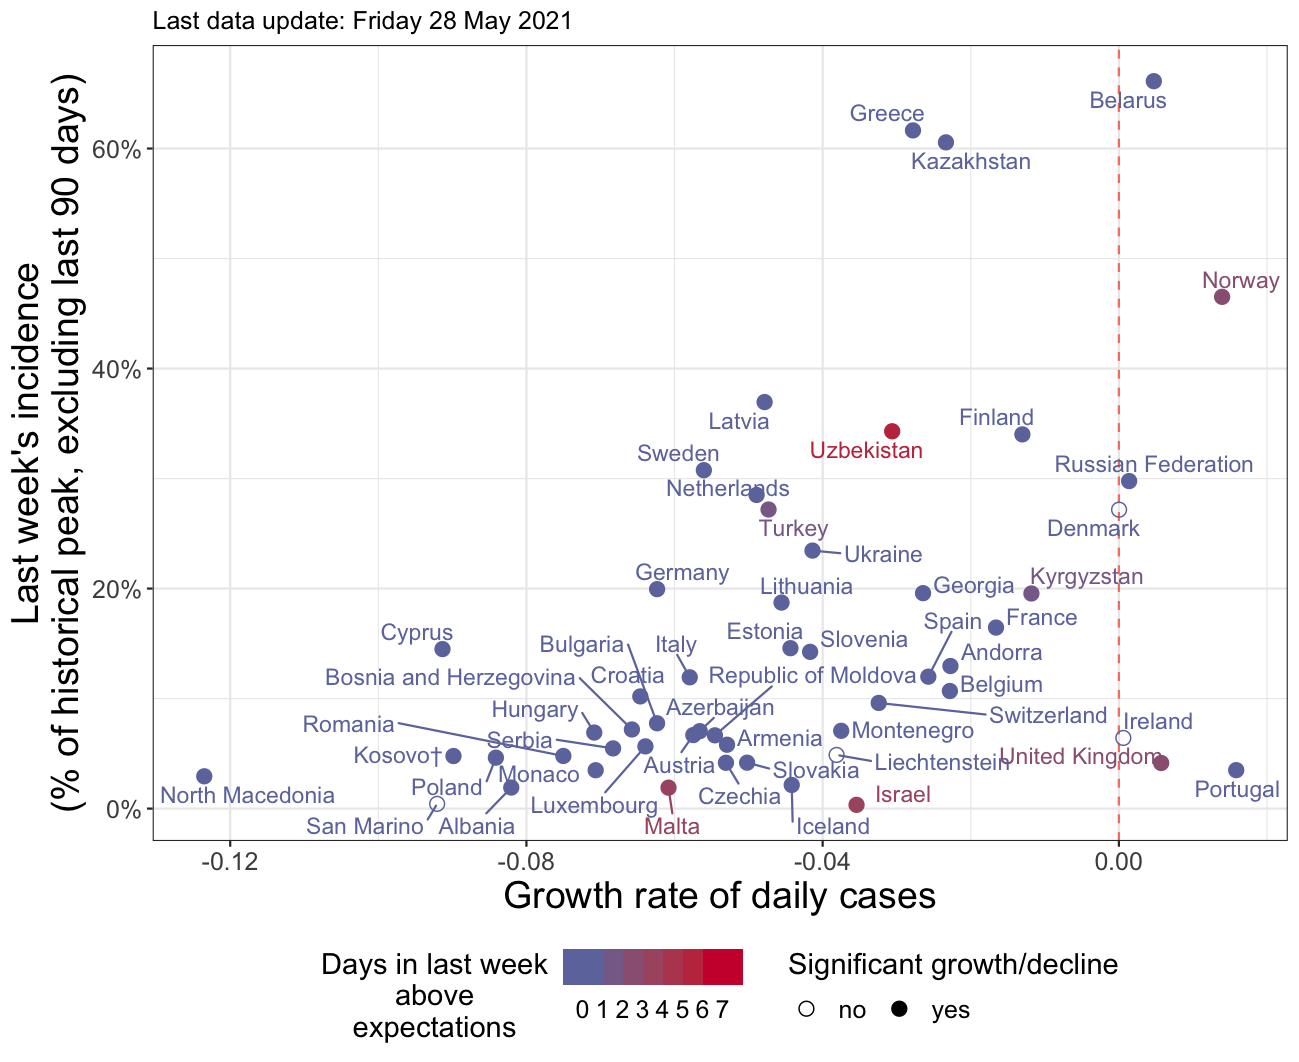 Last data update: Friday 28 May 2021
Last week's incidence
(% of historical peak, excluding last 90 days)
60%
40%
20%
0%
Belarus
Greece
Kazakhstan
Norway
Latvia
Finland
Uzbekistan
Sweden
Russian Federation
Netherlands
Turkey
Denmark
Ukraine
Germany
Kyrgyzstan
Lithuania
Georgia
Spain
France
Cyprus
Estonia
Slovenia
Bulgaria
Italy
Andorra
Bosnia and Herzegovina
Croatia
Republic of Moldova
Belgium
Hungary
Azerbaijan
Switzerland
Romania
Ireland
Serbia
Armenia
Montenegro
Kosovo†
United Kingdom
Liechtenstein
Austria
Slovakia
Monaco
Poland
North Macedonia
Czechia
Israel
Portugal
Luxembourg
San Marino
Albania
Malta
Iceland
-0.12
-0.08
-0.04
0.00
Growth rate of daily cases
Days in last week
above
expectations
0 1 2 3 4 5 6 7
Significant growth/decline
no
yes